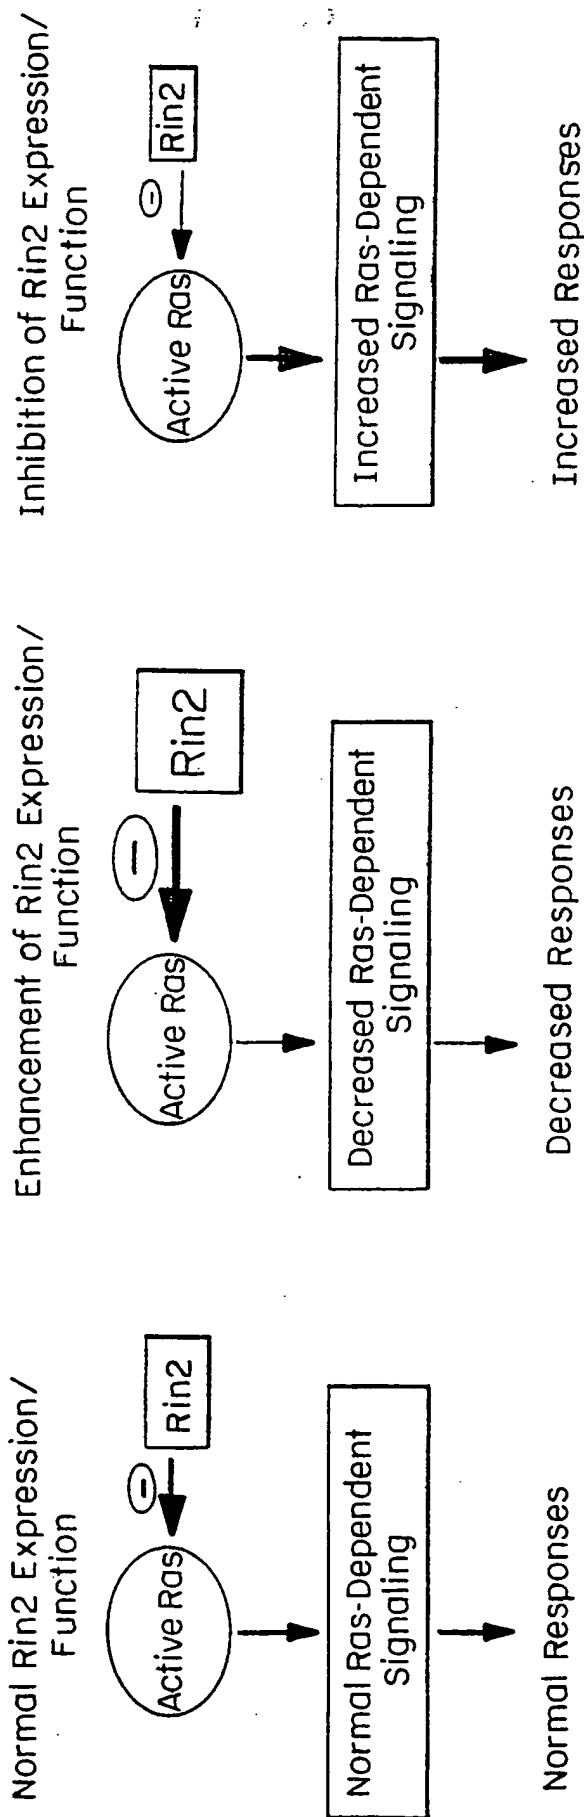 Normal Rin2 Expression/
Function
Active Ras
−
Rin2
Normal Ras-Dependent
Signaling
Normal Responses
Enhancement of Rin2 Expression/
Function
Active Ras
−
Rin2
Decreased Ras-Dependent
Signaling
Decreased Responses
Inhibition of Rin2 Expression/
Function
Active Ras
−
Rin2
Increased Ras-Dependent
Signaling
Increased Responses